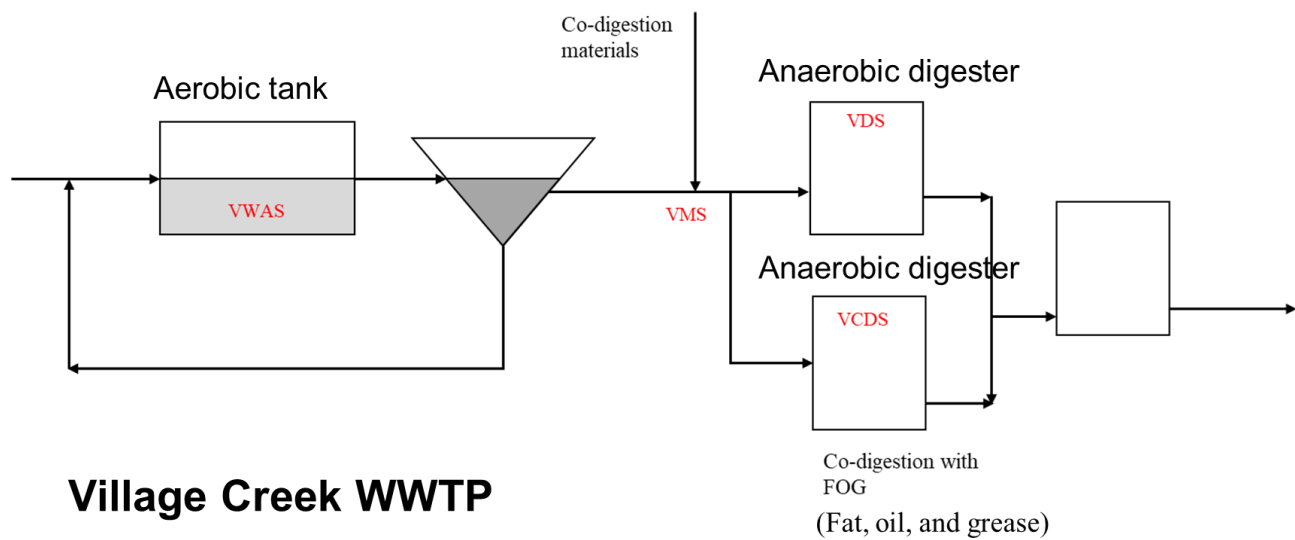 Co-digestion
materials
Aerobic tank
Anaerobic digester
VDS
VWAS
VMS
Anaerobic digester
VCDS
Co-digestion with
FOG
(Fat, oil, and grease)
Village Creek WWTP